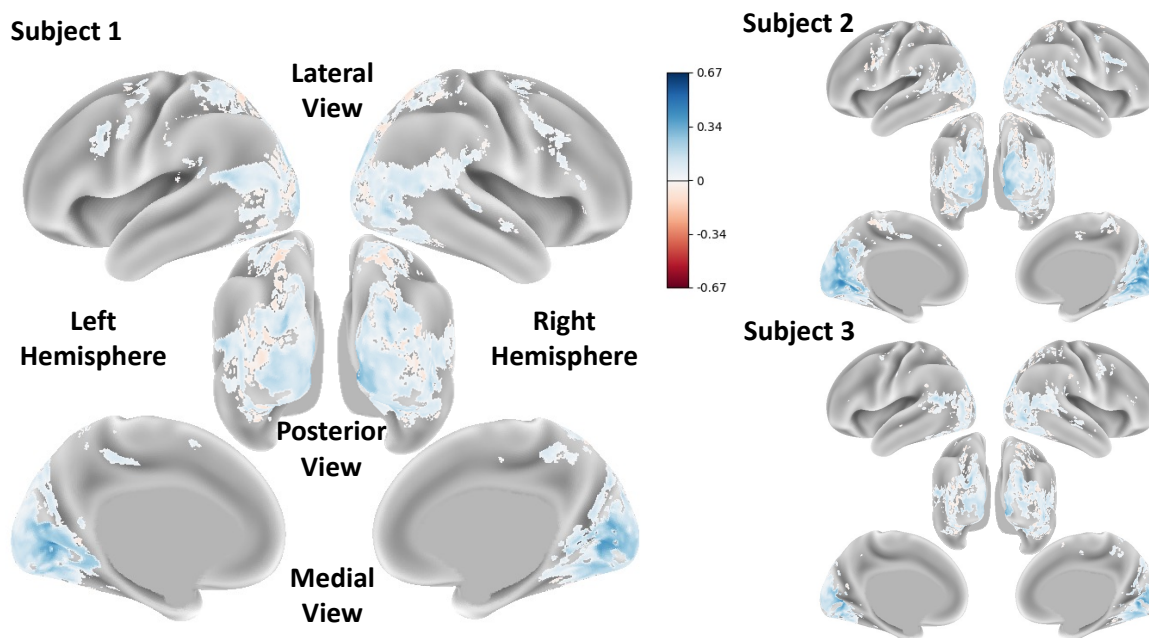 Subject 1
Lateral
View
0.67
0.34
0
-0.34
-0.67
Left
Hemisphere
Right
Hemisphere
Posterior
View
Medial
View
Subject 2
Subject 3